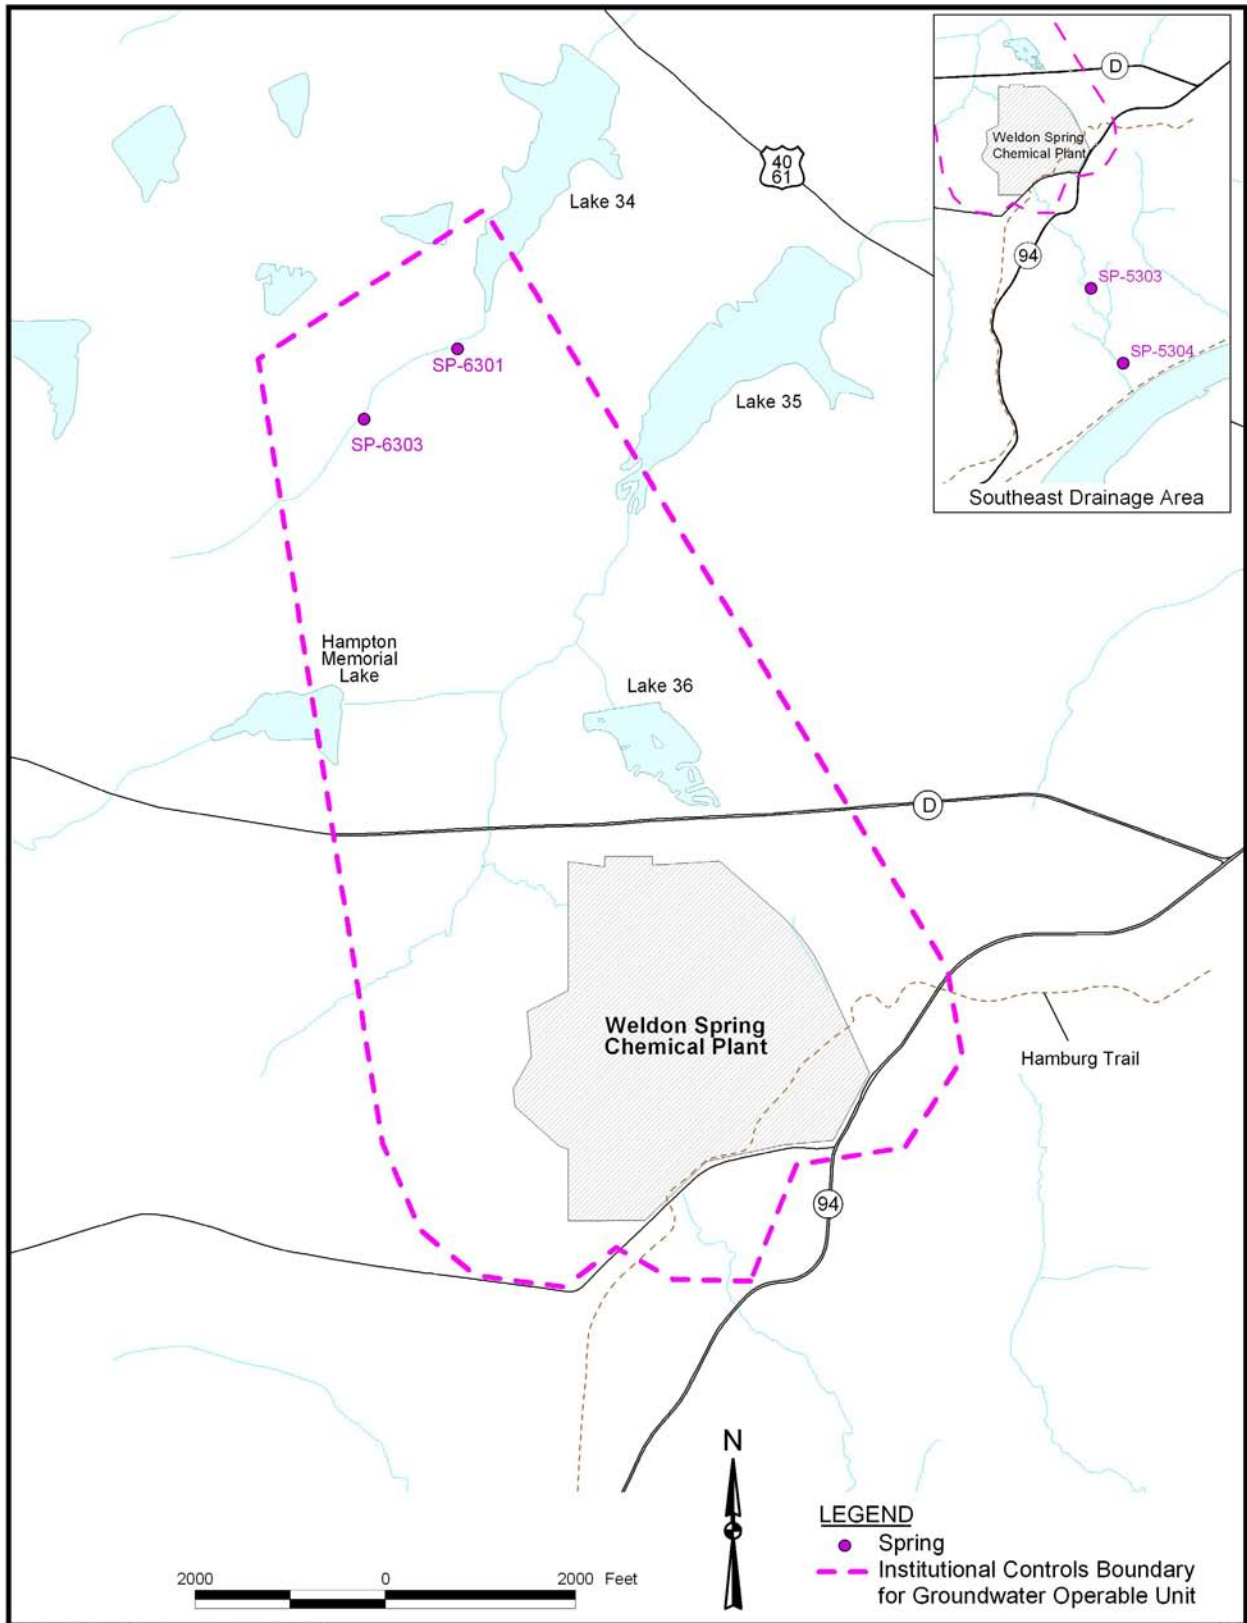 D
Weldon Spring
Chemical Plant
40
61
Lake 34
94
SP-5303
SP-6301
SP-5304
Lake 35
SP-6303
Southeast Drainage Area
Hampton
Memorial
Lake
Lake 36
D
Weldon Spring
Chemical Plant
Hamburg Trail
94
N
LEGEND
Spring
Institutional Controls Boundary
for Groundwater Operable Unit
2000 0 2000 Feet